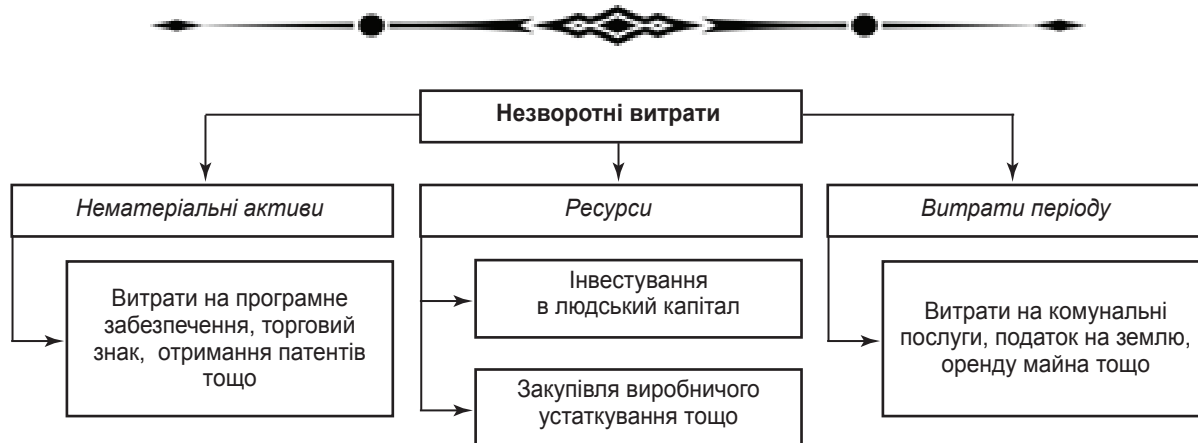 Незворотні витрати
Нематеріальні активи
Витрати на програмне
забезпечення, торговий
знак, отримання патентів
тощо
Ресурси
Інвестування
в людський капітал
Закупівля виробничого
устаткування тощо
Витрати періоду
Витрати на комунальні
послуги, податок на землю,
оренду майна тощо